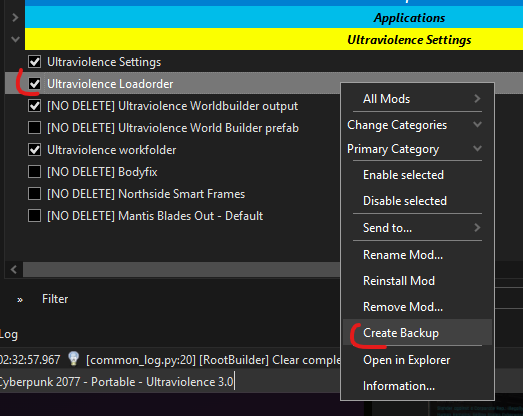 Applications
Ultraviolence Settings
Ultraviolence Settings
Ultraviolence Loadorder
[NO DELETE] Ultraviolence Worldbuilder output
[NO DELETE] Ultraviolence World Builder prefab
Ultraviolence workfolder
[NO DELETE] Bodyfix
[NO DELETE] Northside Smart Frames
[NO DELETE] Mantis Blades Out - Default
All Mods
Change Categories
Primary Category
Enable selected
Disable selected
Send to...
Rename Mod...
Reinstall Mod
Remove Mod...
Create Backup
Open in Explorer
Information...
» Filter
Log
02:32:57.967 [common_log.py:20] [RootBuilder] Clear comple
Cyberpunk 2077 - Portable - Ultraviolence 3.0